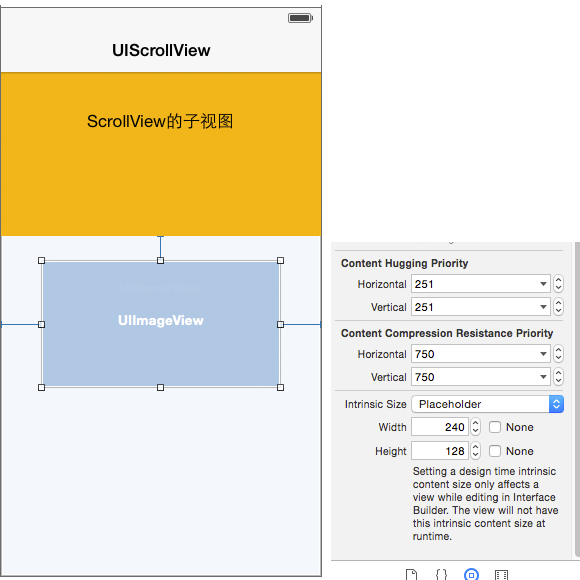 UIScrollView
ScrollView的子视图
UIImageView
Content Hugging Priority
Horizontal 251
Vertical 251
Content Compression Resistance Priority
Horizontal 750
Vertical 750
Intrinsic Size Placeholder
Width 240 None
Height 128 None
Setting a design time intrinsic
content size only affects a
view while editing in Interface
Builder. The view will not have
this intrinsic content size at
runtime.